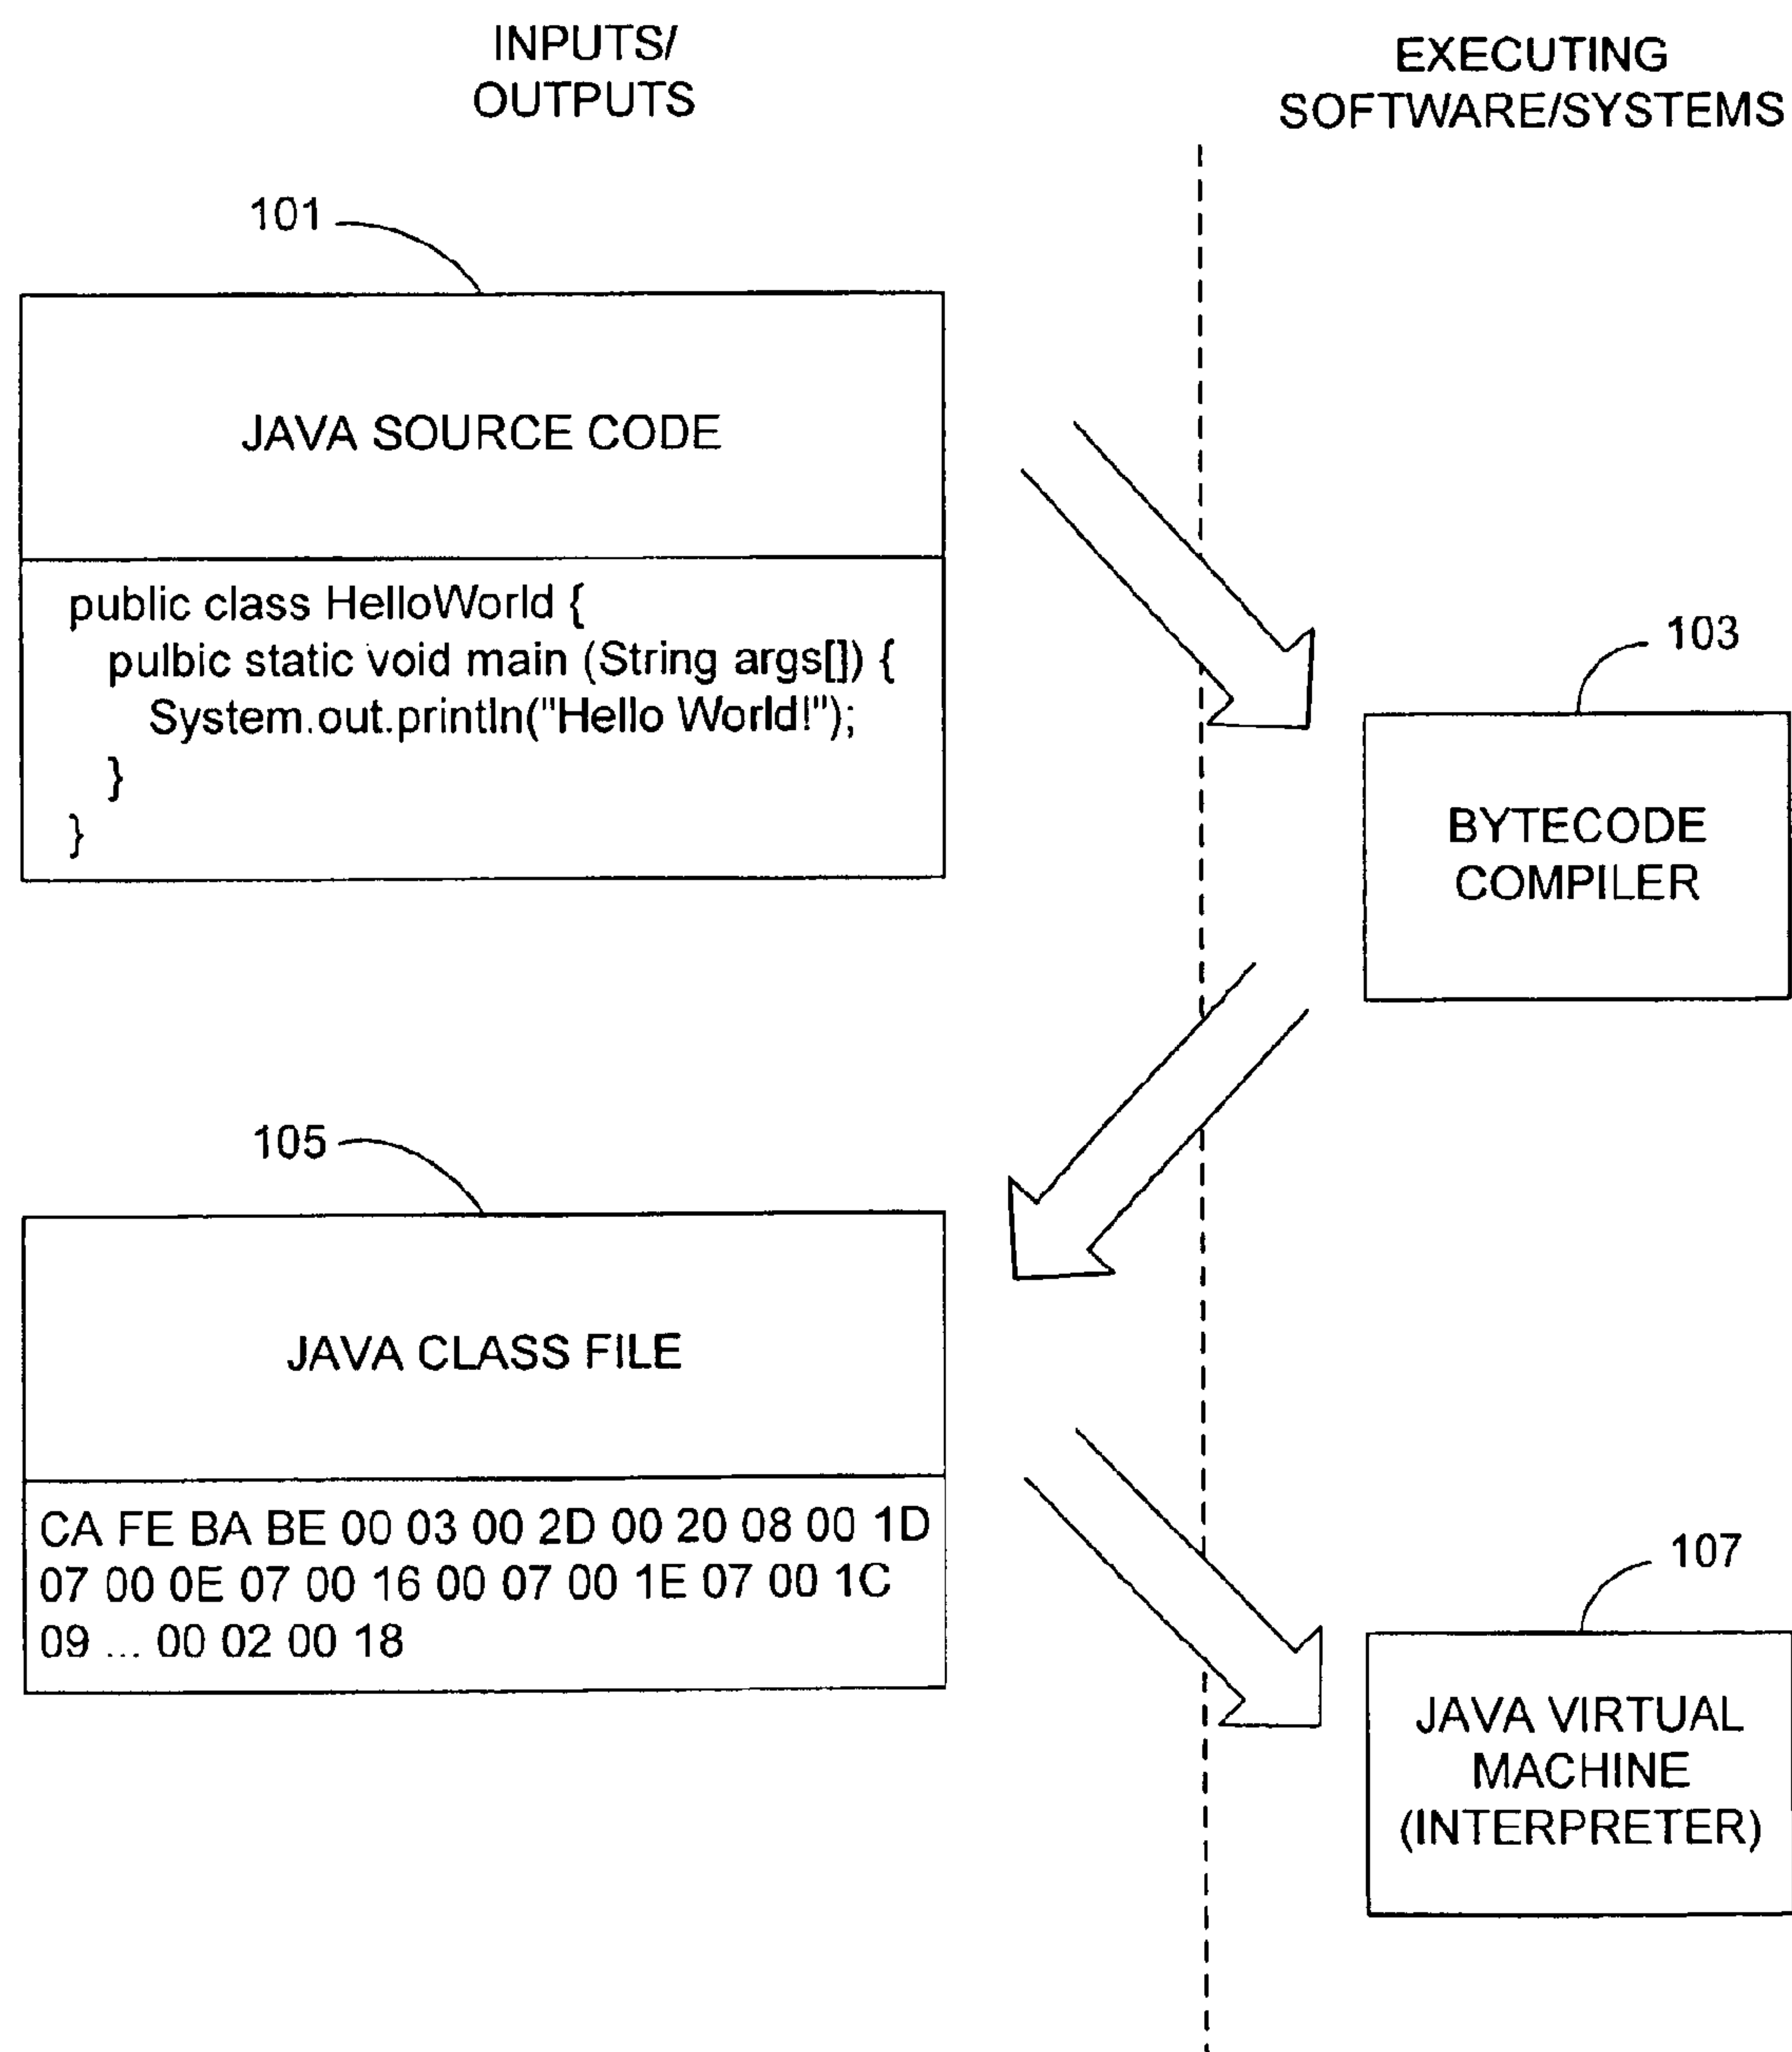 INPUTS/
OUTPUTS
EXECUTING
SOFTWARE/SYSTEMS
101
JAVA SOURCE CODE
public class HelloWorld {
pulbic static void main (String args[]) {
System.out.println("Hello World!");
}
}
103
BYTECODE
COMPILER
105
JAVA CLASS FILE
CA FE BA BE 00 03 00 2D 00 20 08 00 1D
07 00 0E 07 00 16 00 07 00 1E 07 00 1C
09 ... 00 02 00 18
107
JAVA VIRTUAL
MACHINE
(INTERPRETER)